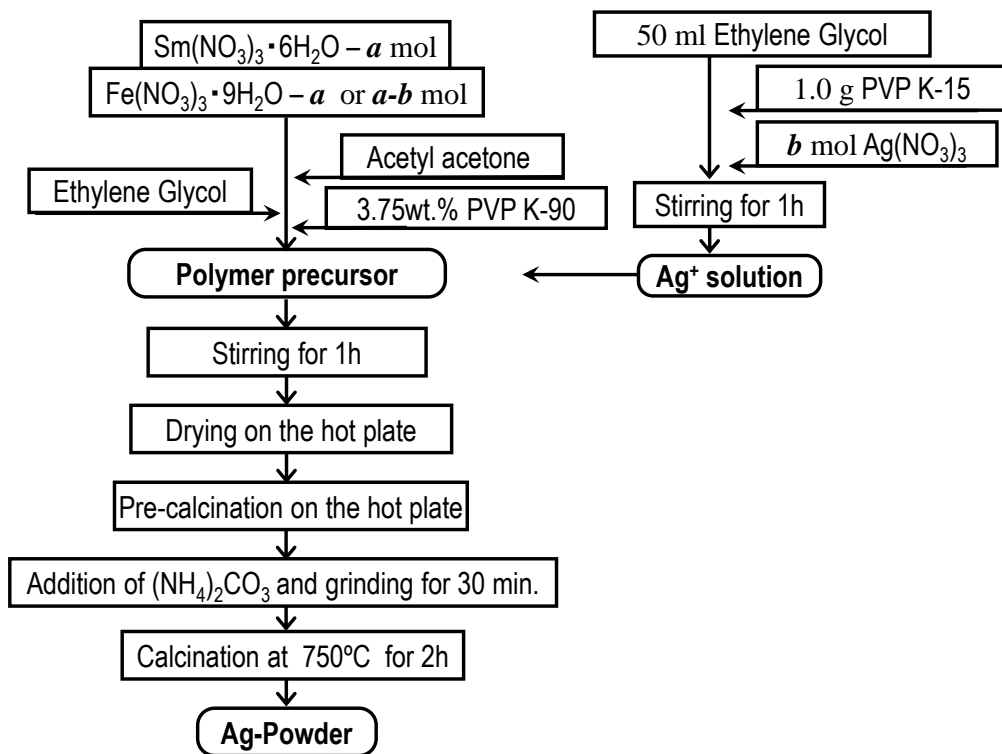 Sm(NO₃)₃・6H₂O – a mol
Fe(NO₃)₃・9H₂O – a or a-b mol
Acetyl acetone
Ethylene Glycol
3.75wt.% PVP K-90
Polymer precursor
Stirring for 1h
Drying on the hot plate
Pre-calcination on the hot plate
Addition of (NH₄)₂CO₃ and grinding for 30 min.
Calcination at 750ºC for 2h
Ag-Powder
50 ml Ethylene Glycol
1.0 g PVP K-15
b mol Ag(NO₃)₃
Stirring for 1h
Ag⁺ solution